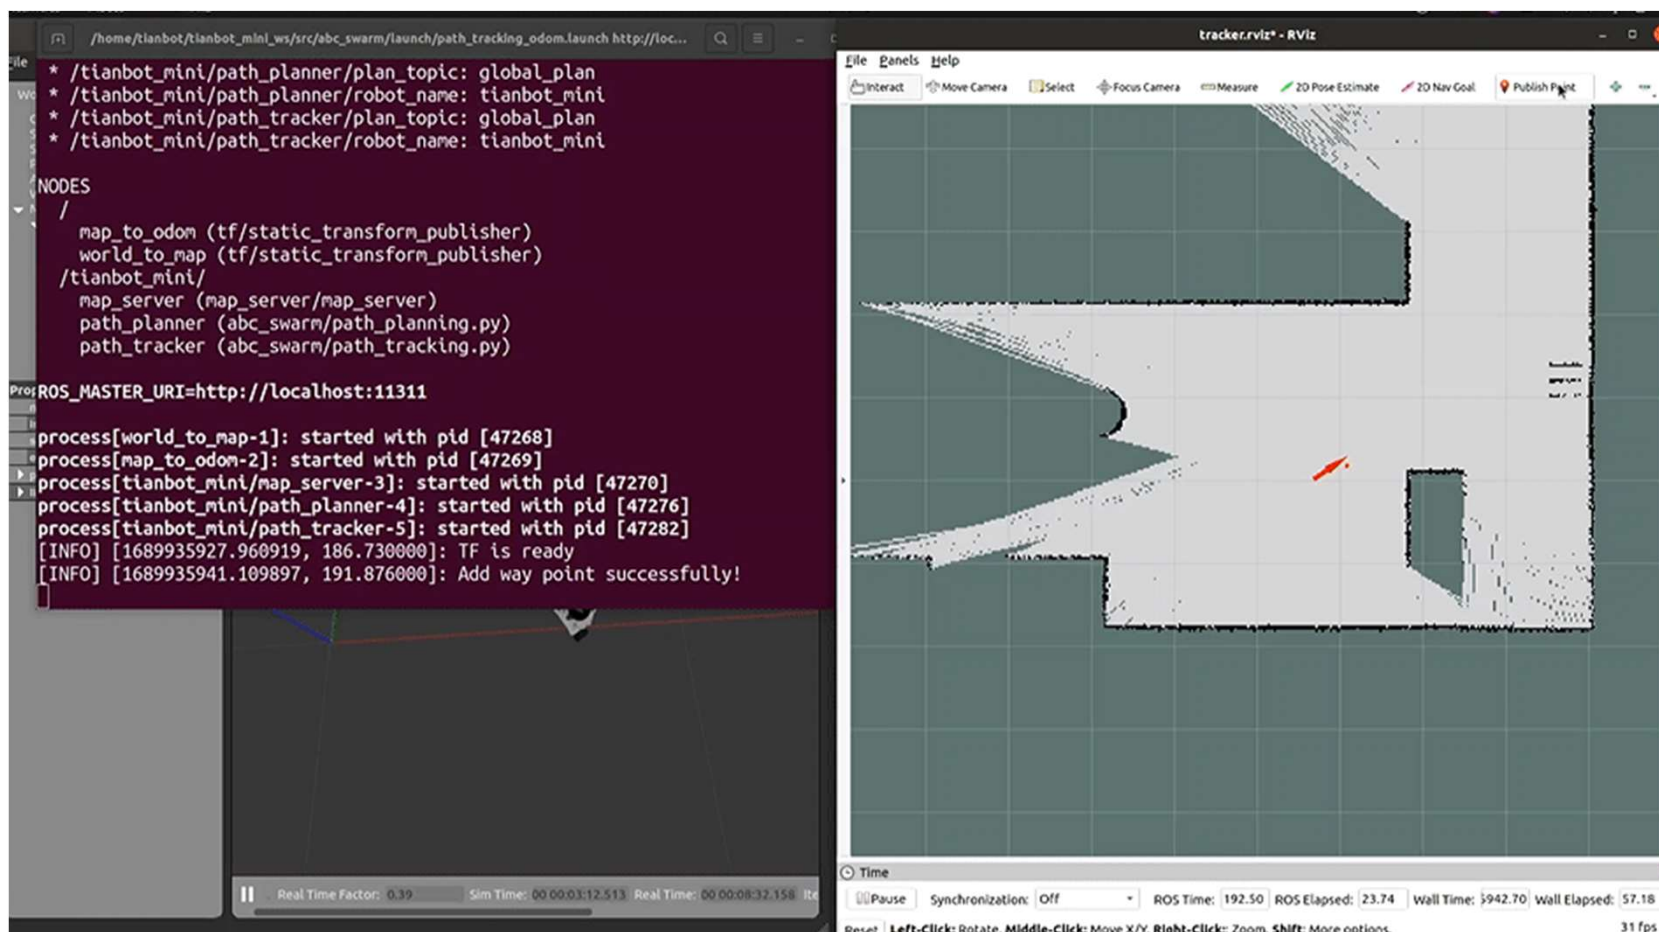 /home/tianbot/tianbot_mini_ws/src/abc_swarm/launch/path_tracking_odom.launch http://loc...
* /tianbot_mini/path_planner/plan_topic: global_plan
* /tianbot_mini/path_planner/robot_name: tianbot_mini
* /tianbot_mini/path_tracker/plan_topic: global_plan
* /tianbot_mini/path_tracker/robot_name: tianbot_mini
NODES
/
map_to_odom (tf/static_transform_publisher)
world_to_map (tf/static_transform_publisher)
/tianbot_mini/
map_server (map_server/map_server)
path_planner (abc_swarm/path_planning.py)
path_tracker (abc_swarm/path_tracking.py)
ROS_MASTER_URI=http://localhost:11311
process[world_to_map-1]: started with pid [47268]
process[map_to_odom-2]: started with pid [47269]
process[tianbot_mini/map_server-3]: started with pid [47270]
process[tianbot_mini/path_planner-4]: started with pid [47276]
process[tianbot_mini/path_tracker-5]: started with pid [47282]
[INFO] [1689935927.960919, 186.730000]: TF is ready
[INFO] [1689935941.109897, 191.876000]: Add way point successfully!
File
Wo
Prop
Real Time Factor: 0.39 Sim Time: 00 00:03:12.513 Real Time: 00 00:08:32.158 Ite
tracker.rviz* - RViz
File Panels Help
Interact Move Camera Select Focus Camera Measure 2D Pose Estimate 2D Nav Goal Publish Point
Time
Pause Synchronization: Off ROS Time: 192.50 ROS Elapsed: 23.74 Wall Time: 5942.70 Wall Elapsed: 57.18
Reset Left-Click: Rotate. Middle-Click: Move X/Y. Right-Click: Zoom. Shift: More options. 31 fps